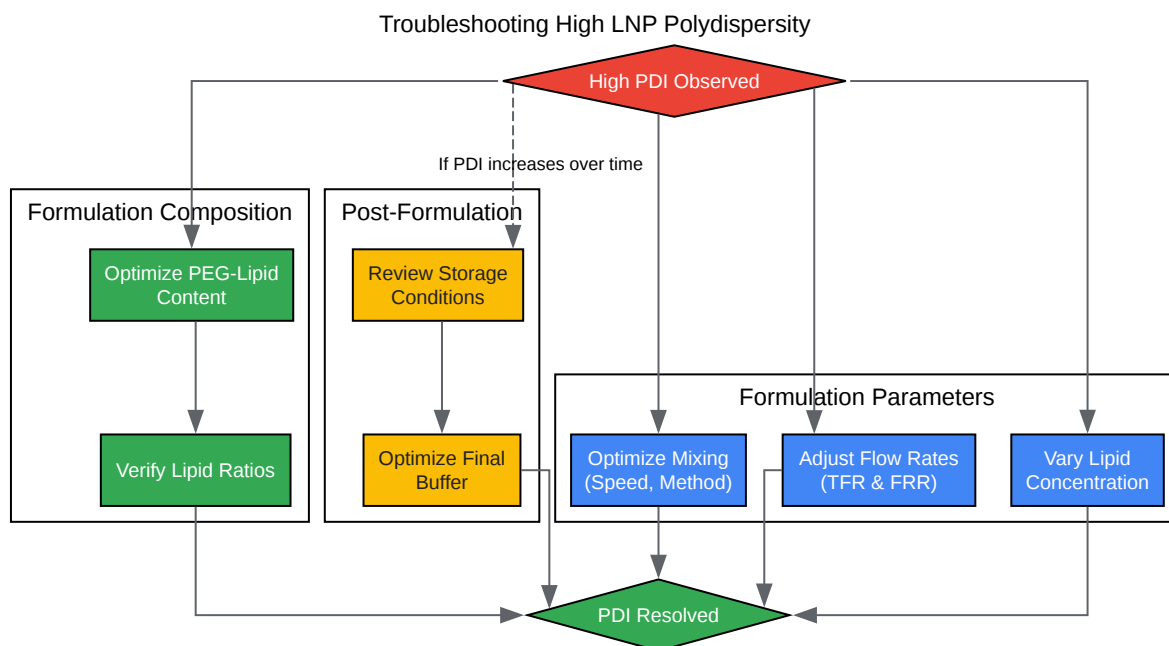 Troubleshooting High LNP Polydispersity
High PDI Observed
If PDI increases over time
Formulation Composition
Optimize PEG-Lipid
Content
Verify Lipid Ratios
Post-Formulation
Review Storage
Conditions
Optimize Final
Buffer
Formulation Parameters
Optimize Mixing
(Speed, Method)
Adjust Flow Rates
(TFR & FRR)
Vary Lipid
Concentration
PDI Resolved